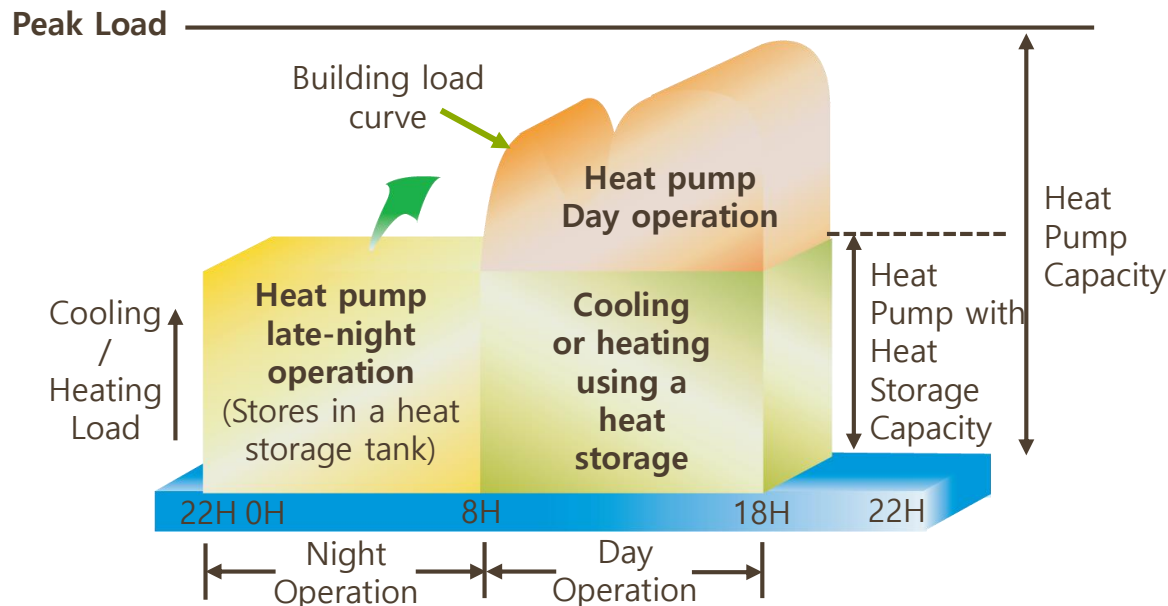 Peak Load
Building load
curve
Heat pump
Day operation
Heat
Pump
Capacity
Heat
Pump with
Heat
Storage
Capacity
Cooling
/
Heating
Load
Heat pump
late-night
operation
(Stores in a heat
storage tank)
Cooling
or heating
using a
heat
storage
22H 0H 8H 18H 22H
Night
Operation
Day
Operation